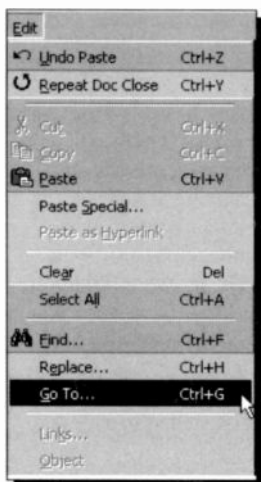 Edit
Undo Paste Ctrl+Z
Repeat Doc Close Ctrl+Y
Cut Ctrl+X
Copy Ctrl+C
Paste Ctrl+V
Paste Special...
Paste as Hyperlink
Clear Del
Select All Ctrl+A
Find... Ctrl+F
Replace... Ctrl+H
Go To... Ctrl+G
Links...
Object